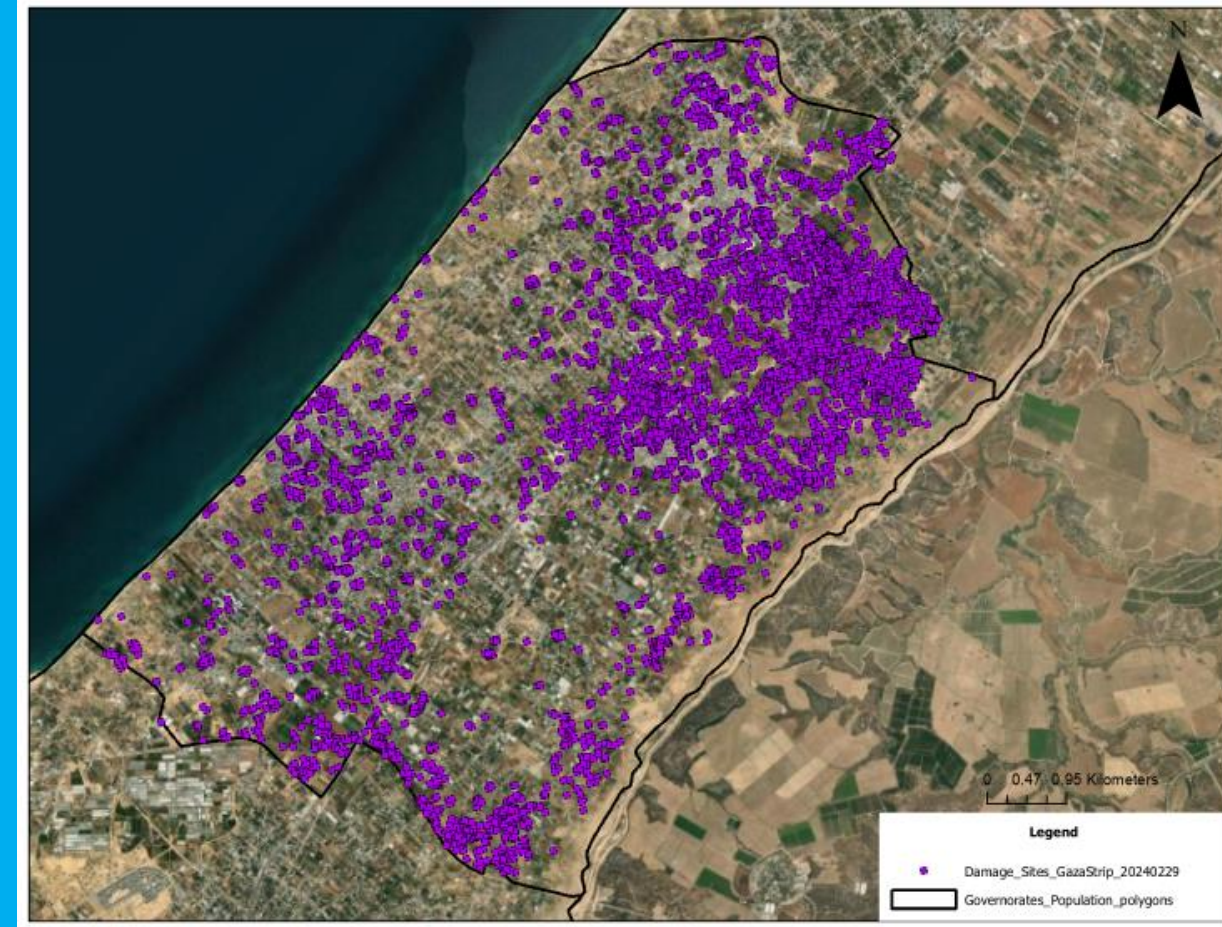 N
0 0.47 0.95 Kilometers
Legend
Damage_Sites_GazaStrip_20240229
Governorates_Population_polygons